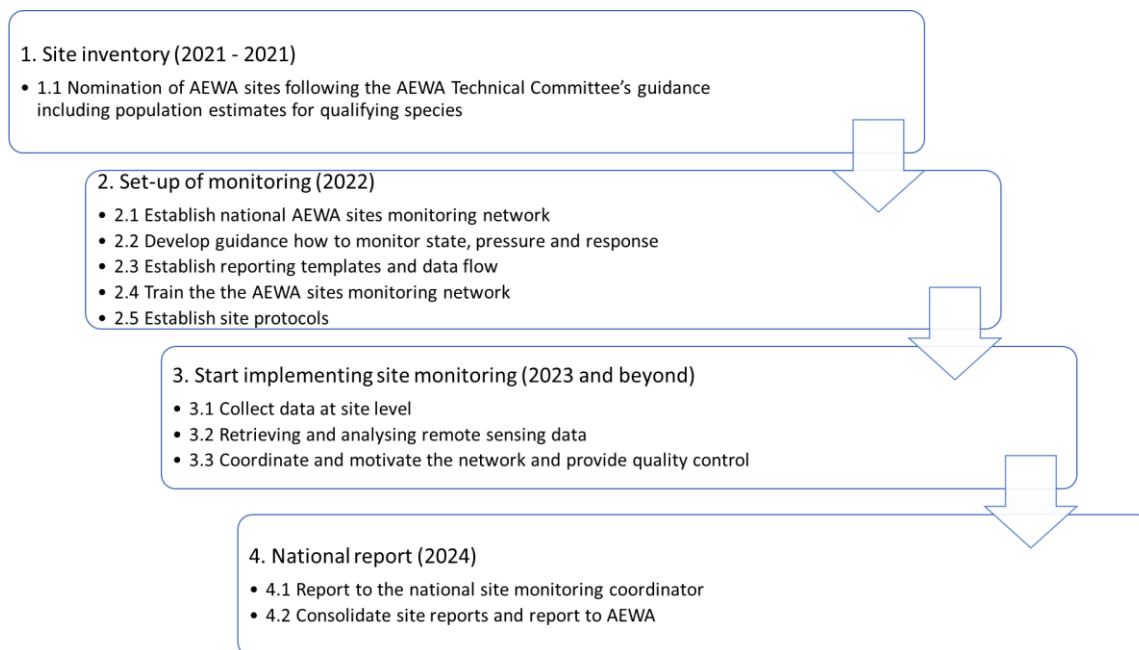 1. Site inventory (2021 - 2021)
• 1.1 Nomination of AEWA sites following the AEWA Technical Committee's guidance
including population estimates for qualifying species
2. Set-up of monitoring (2022)
• 2.1 Establish national AEWA sites monitoring network
• 2.2 Develop guidance how to monitor state, pressure and response
• 2.3 Establish reporting templates and data flow
• 2.4 Train the the AEWA sites monitoring network
• 2.5 Establish site protocols
3. Start implementing site monitoring (2023 and beyond)
• 3.1 Collect data at site level
• 3.2 Retrieving and analysing remote sensing data
• 3.3 Coordinate and motivate the network and provide quality control
4. National report (2024)
• 4.1 Report to the national site monitoring coordinator
• 4.2 Consolidate site reports and report to AEWA